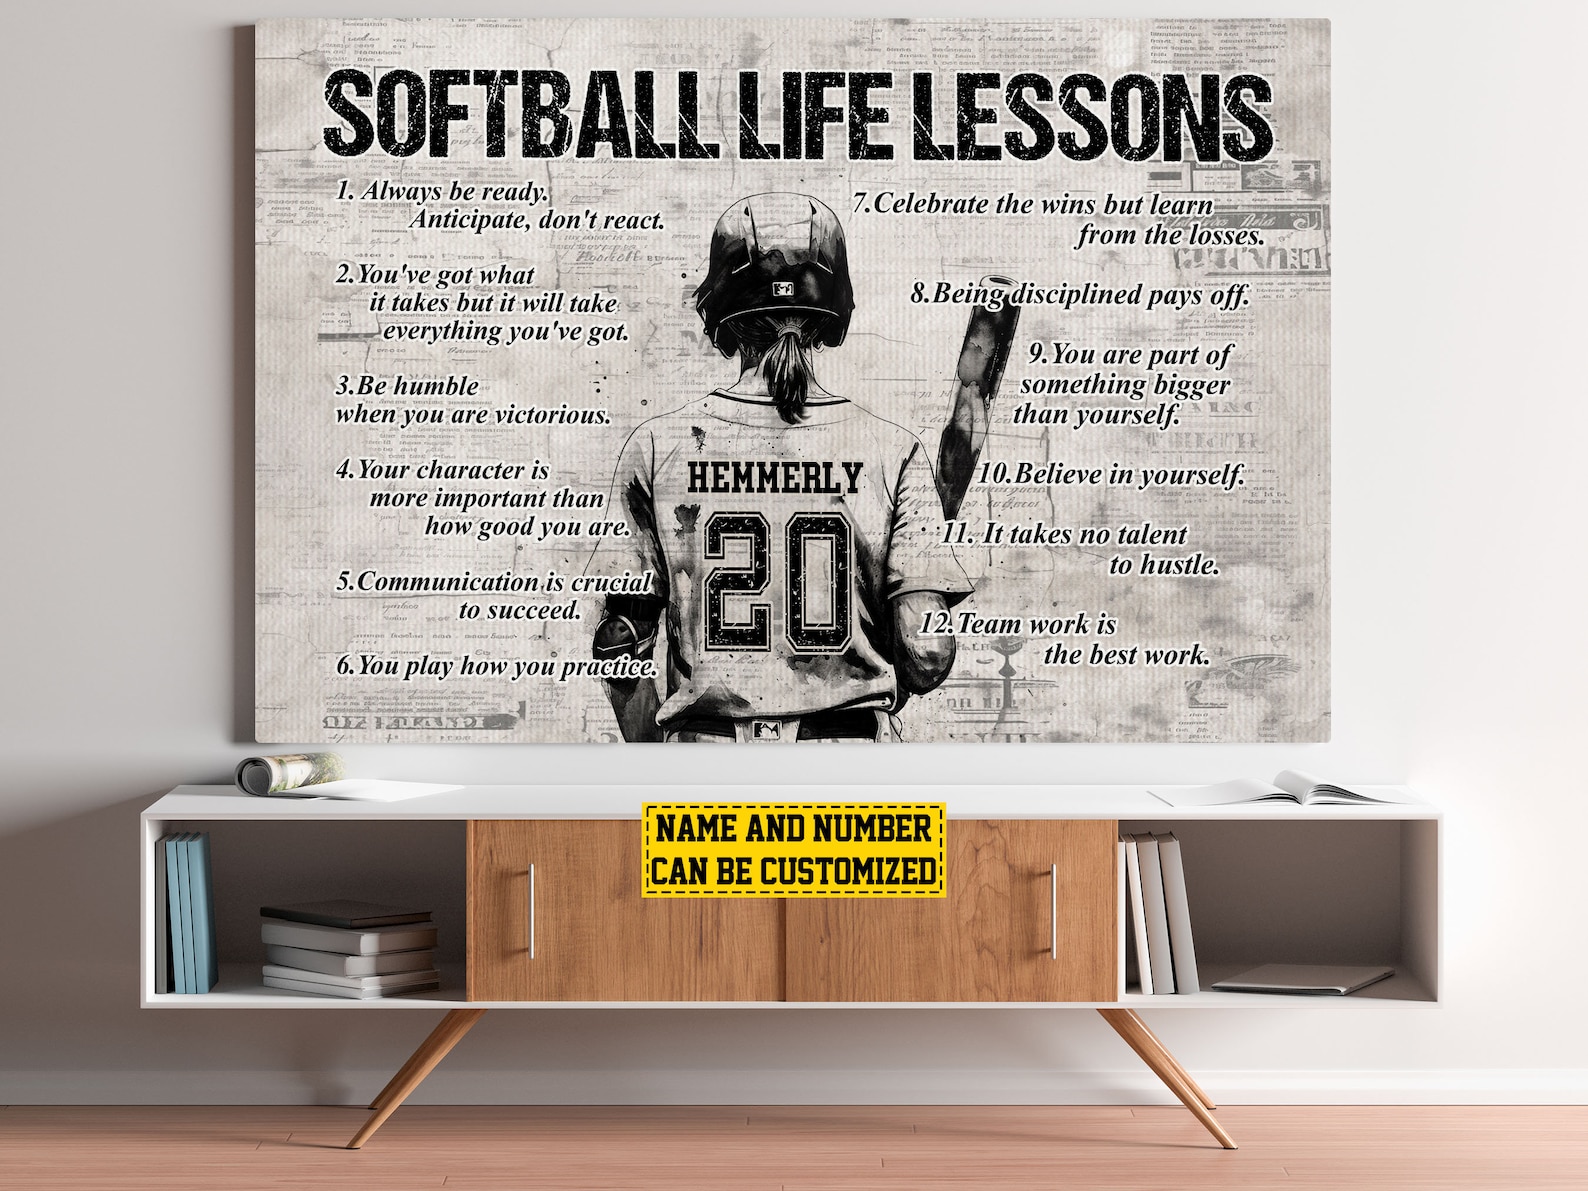 SOFTBALL LIFE LESSONS
1. Always be ready.
Anticipate, don't react.
2.You've got what
it takes but it will take
everything you've got.
3.Be humble
when you are victorious.
4.Your character is
more important than
how good you are.
5.Communication is crucial
to succeed.
6.You play how you practice.
7.Celebrate the wins but learn
from the losses.
8.Being disciplined pays off.
9.You are part of
something bigger
than yourself.
10.Believe in yourself.
11. It takes no talent
to hustle.
12.Team work is
the best work.
HEMMERLY
20
NAME AND NUMBER
CAN BE CUSTOMIZED